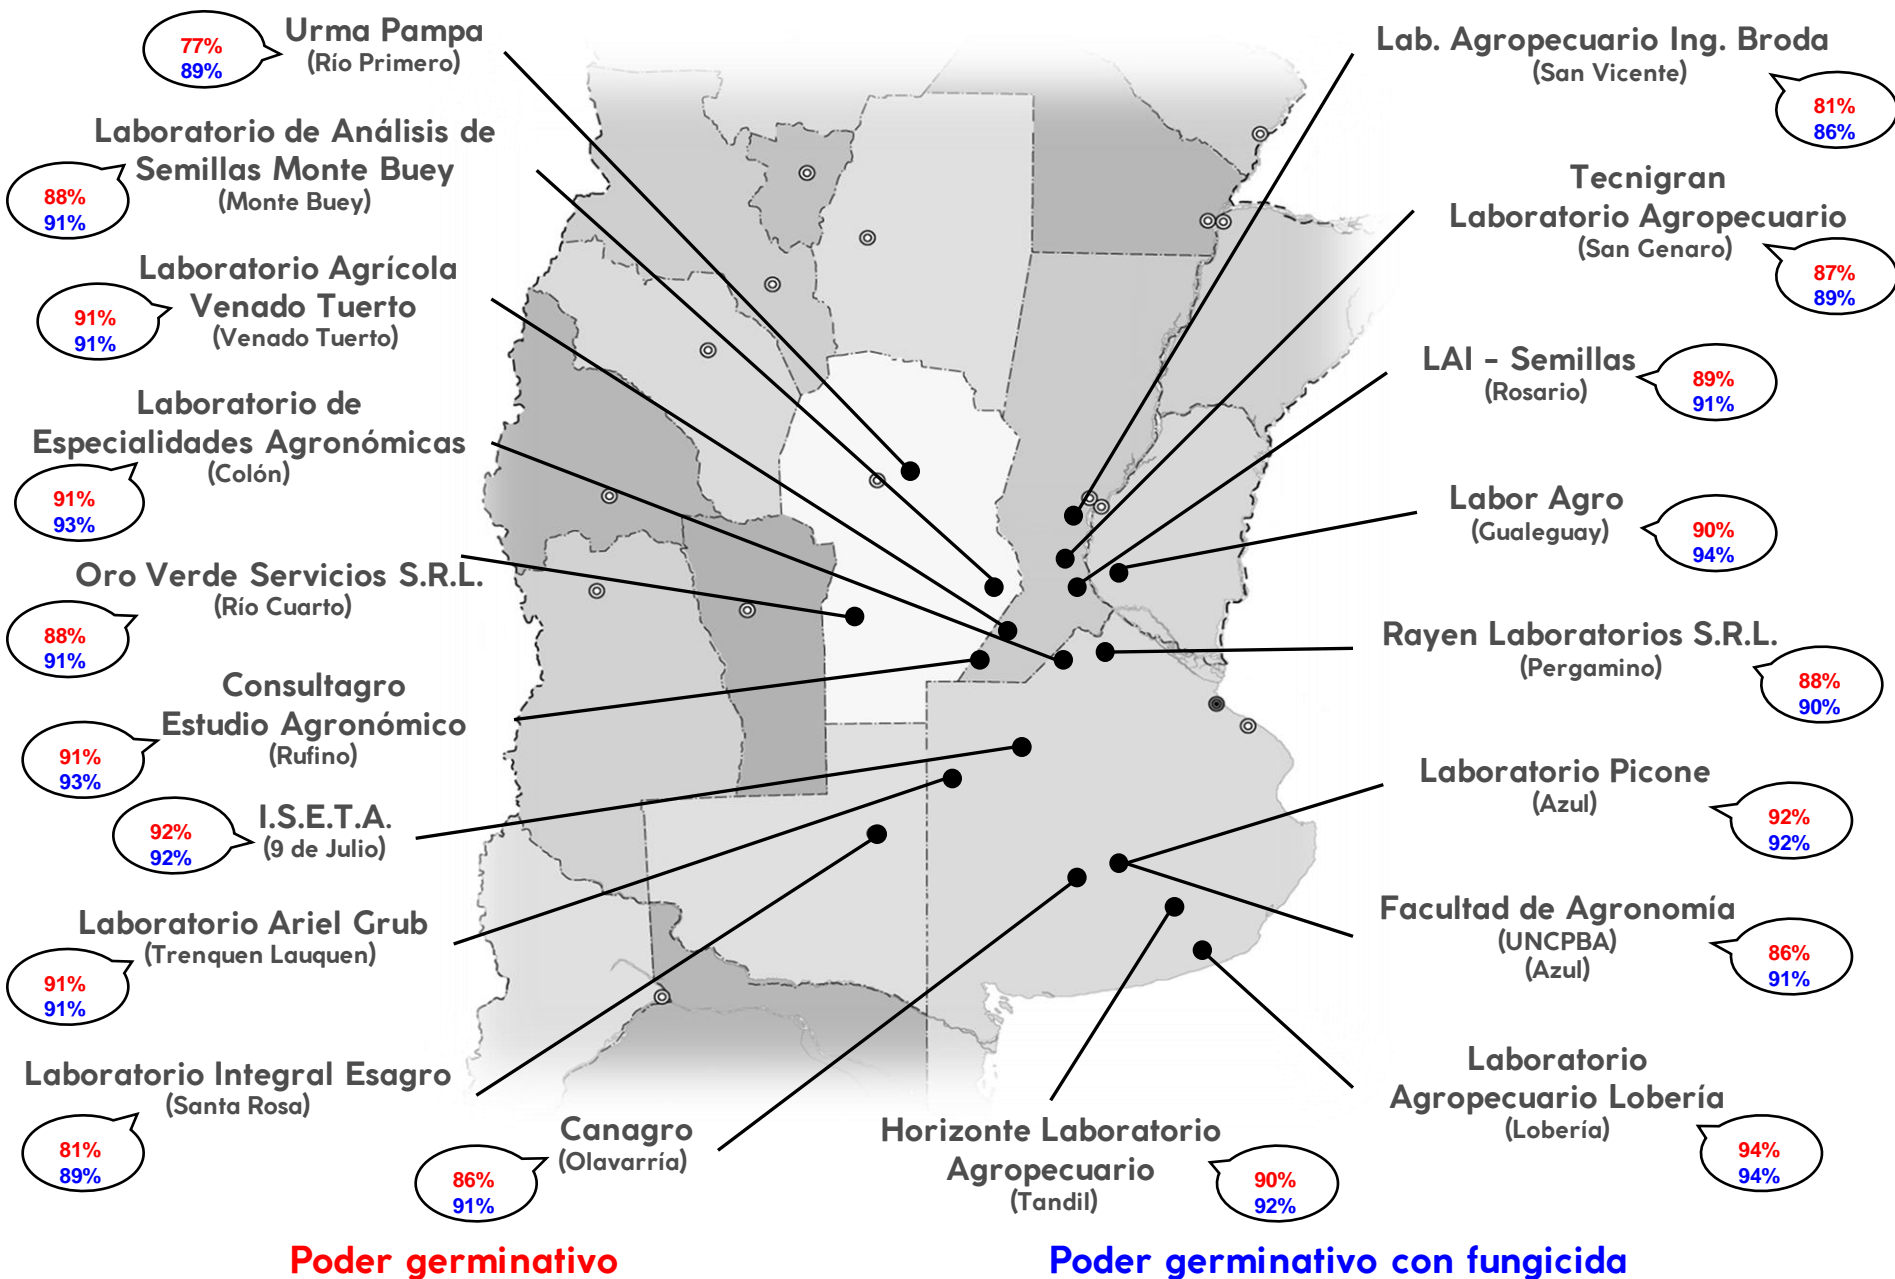 Urma Pampa
(Río Primero)
77%
89%
Laboratorio de Análisis de
Semillas Monte Buey
(Monte Buey)
88%
91%
Laboratorio Agrícola
Venado Tuerto
(Venado Tuerto)
91%
91%
Laboratorio de
Especialidades Agronómicas
(Colón)
91%
93%
Oro Verde Servicios S.R.L.
(Río Cuarto)
88%
91%
Consultagro
Estudio Agronómico
(Rufino)
91%
93%
I.S.E.T.A.
(9 de Julio)
92%
92%
Laboratorio Ariel Grub
(Trenquen Lauquen)
91%
91%
Laboratorio Integral Esagro
(Santa Rosa)
81%
89%
Canagro
(Olavarría)
86%
91%
Horizonte Laboratorio
Agropecuario
(Tandil)
90%
92%
Lab. Agropecuario Ing. Broda
(San Vicente)
81%
86%
Tecnigran
Laboratorio Agropecuario
(San Genaro)
87%
89%
LAI - Semillas
(Rosario)
89%
91%
Labor Agro
(Gualeguay)
90%
94%
Rayen Laboratorios S.R.L.
(Pergamino)
88%
90%
Laboratorio Picone
(Azul)
92%
92%
Facultad de Agronomía
(UNCPBA)
(Azul)
86%
91%
Laboratorio
Agropecuario Lobería
(Lobería)
94%
94%
Poder germinativo
Poder germinativo con fungicida